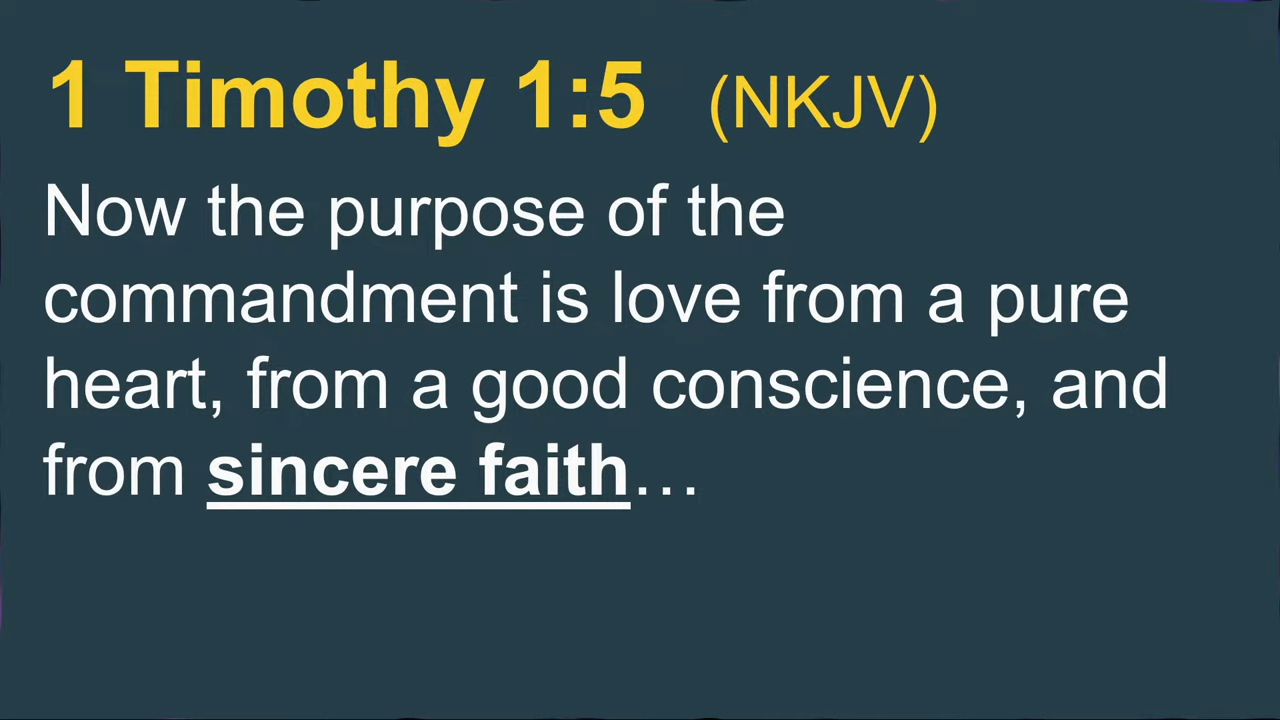 1 Timothy 1:5 (NKJV)
Now the purpose of the
commandment is love from a pure
heart, from a good conscience, and
from sincere faith…